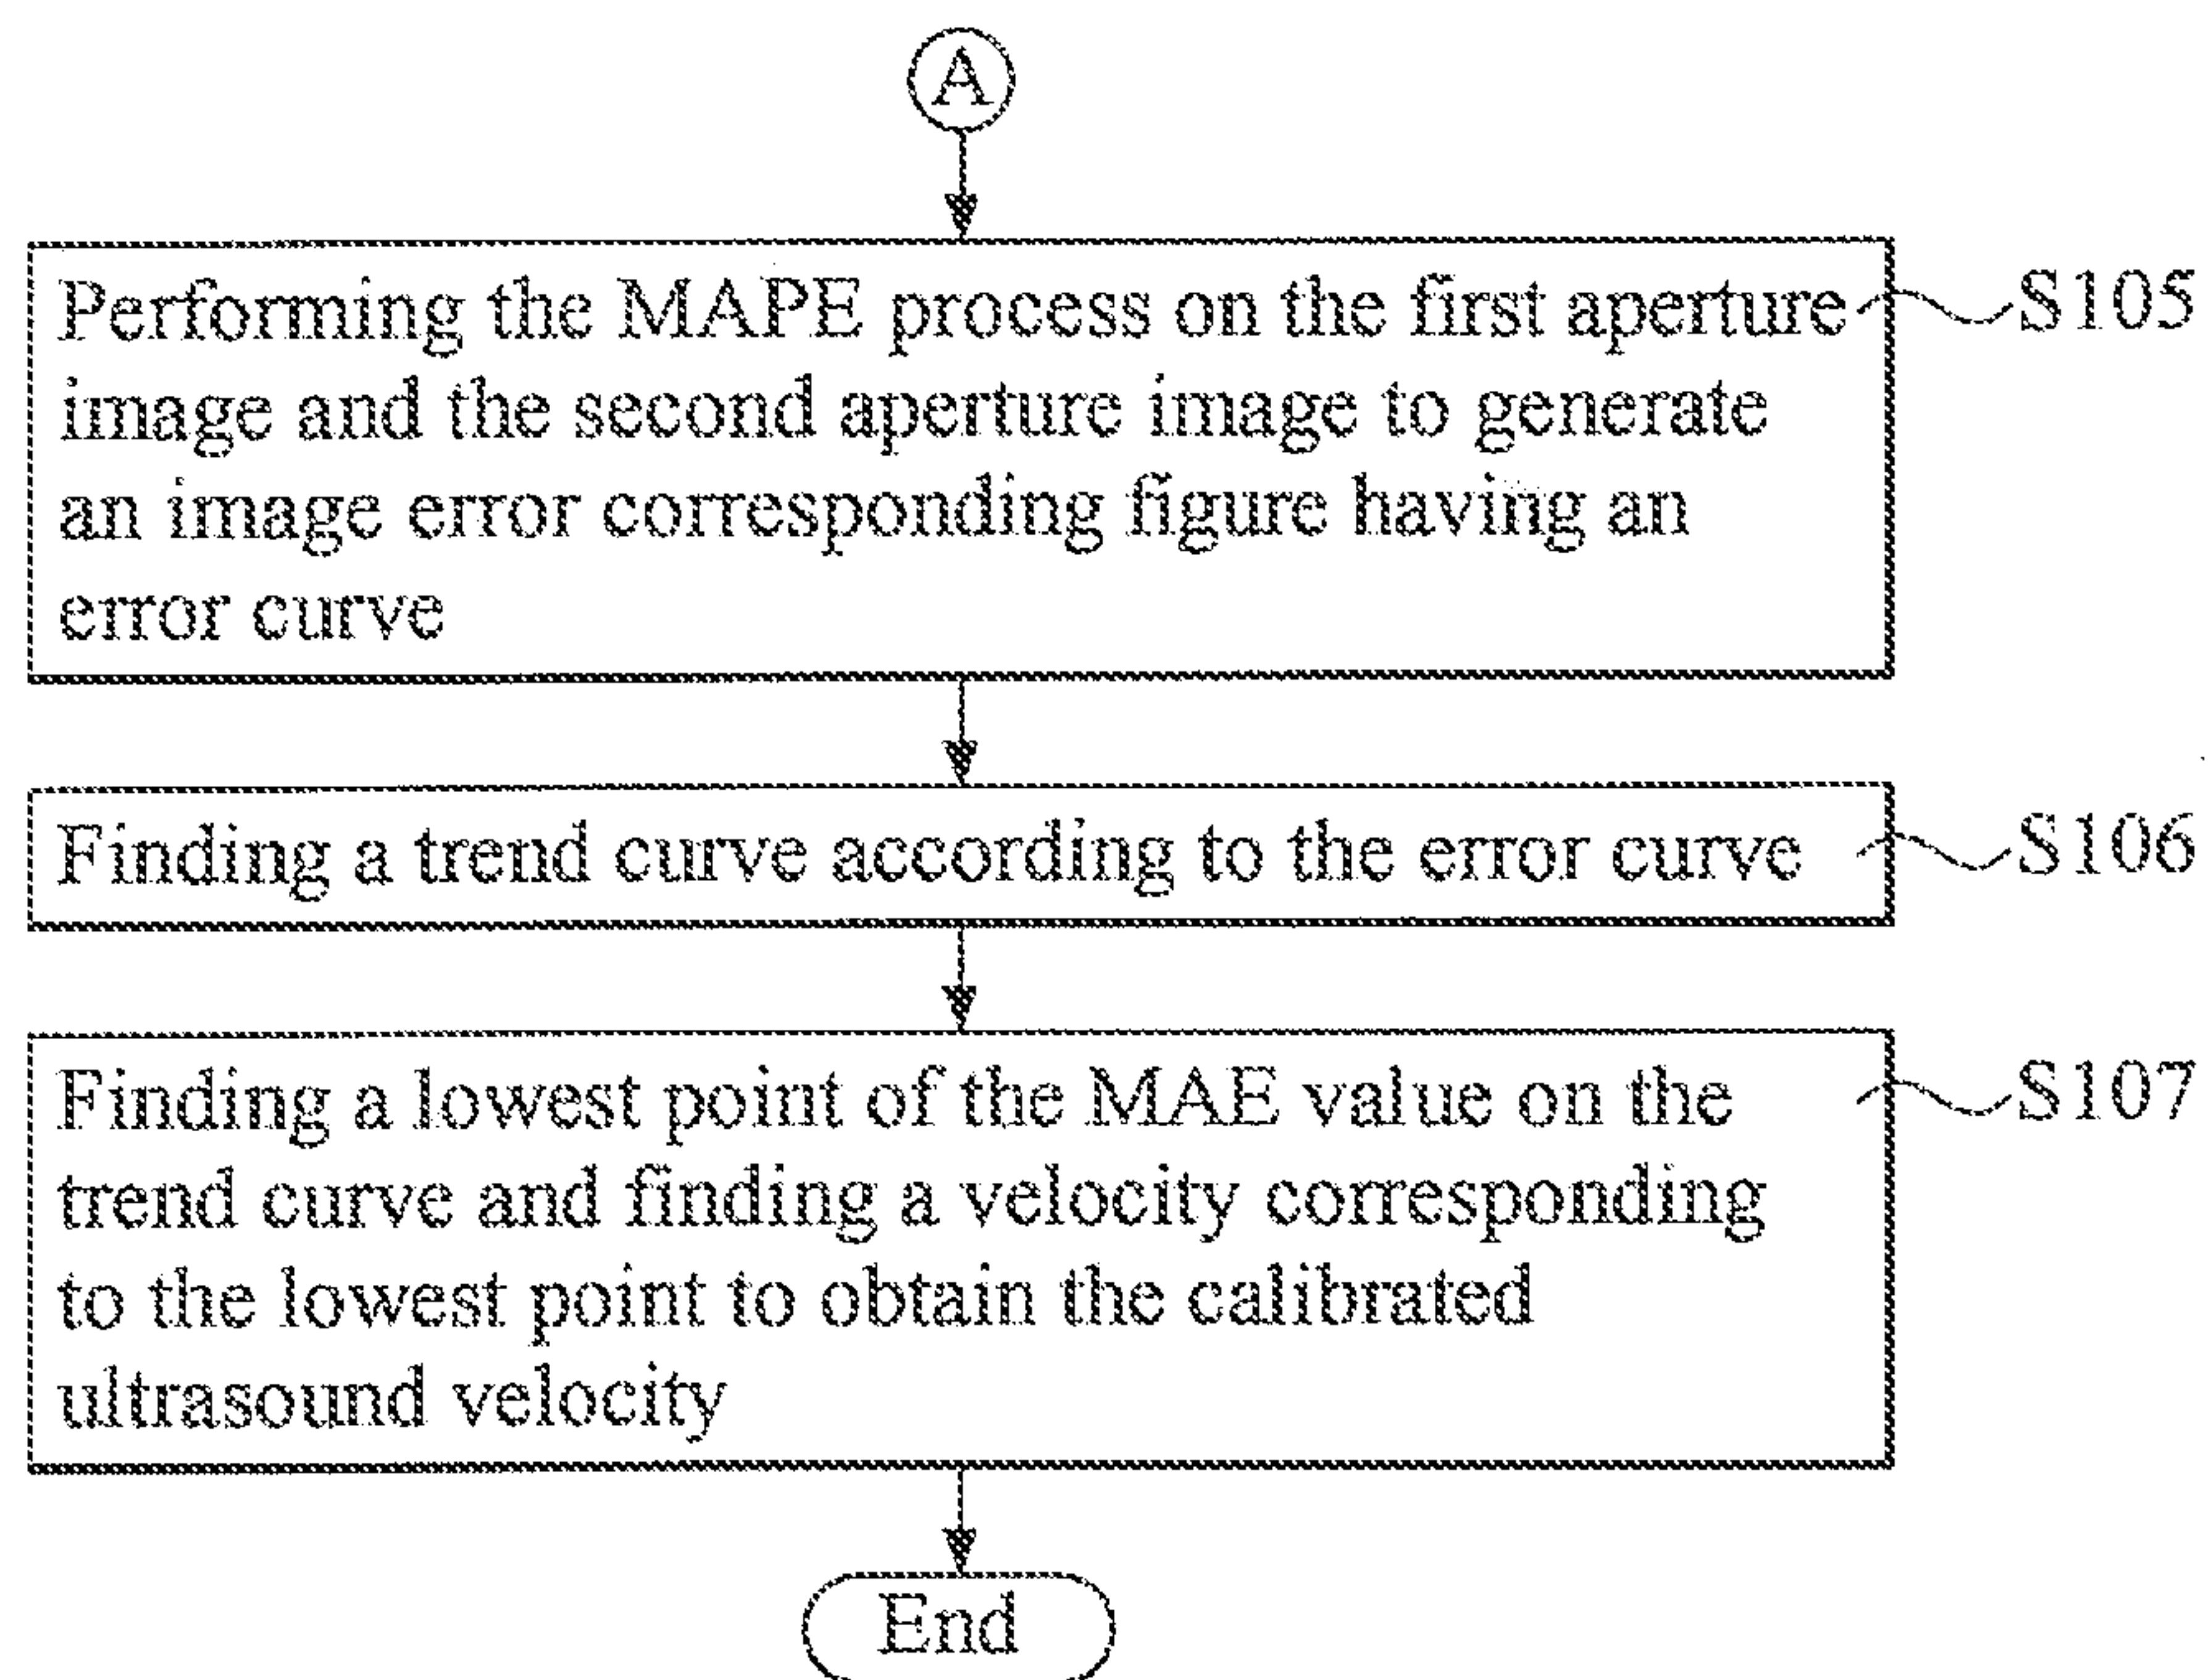 A
Performing the MAPE process on the first aperture
S105
image and the second aperture image to generate
an image error corresponding figure having an
error curve
Finding a trend curve according to the error curve
S106
Finding a lowest point of the MAE value on the
S107
trend curve and finding a velocity corresponding
to the lowest point to obtain the calibrated
ultrasound velocity
End